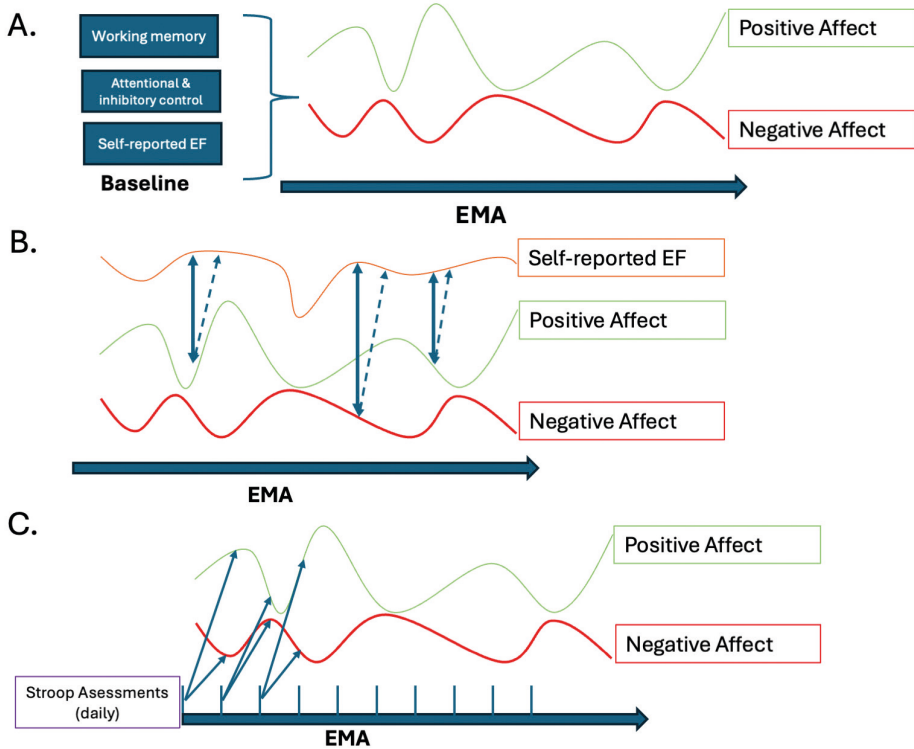 A.
Working memory
Attentional &
inhibitory control
Self-reported EF
Baseline
Positive Affect
Negative Affect
EMA
B.
Self-reported EF
Positive Affect
Negative Affect
EMA
C.
Positive Affect
Negative Affect
Stroop Asessments
(daily)
EMA